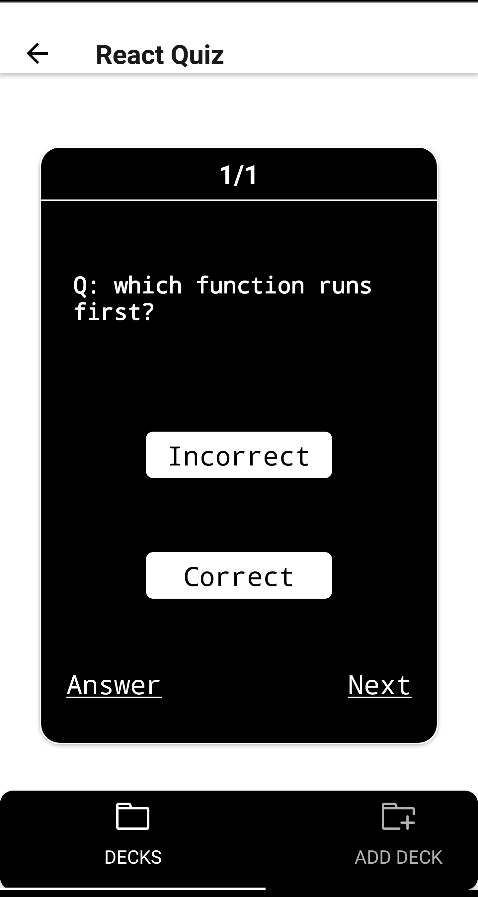 React Quiz
1/1
Q: which function runs
first?
Incorrect
Correct
Answer
Next
DECKS
ADD DECK